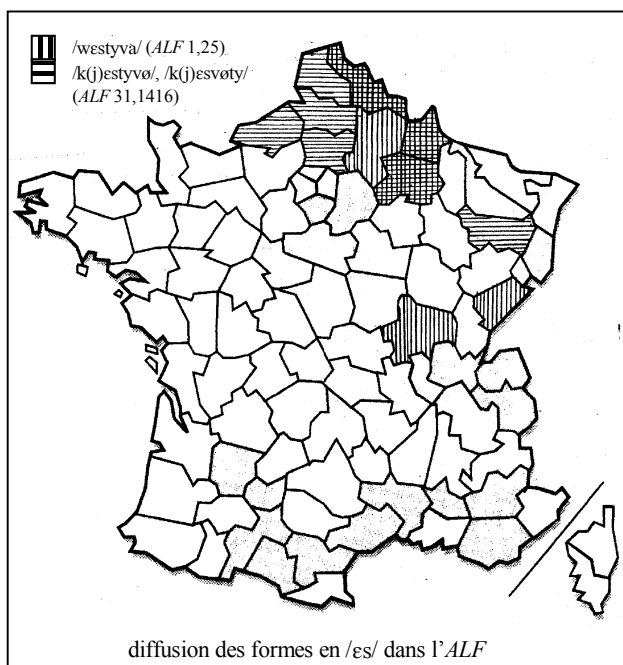 /wɛstyva/ (ALF 1,25)
/k(j)ɛstyvø/, /k(j)ɛsvøty/
(ALF 31,1416)
diffusion des formes en /ɛs/ dans l'ALF